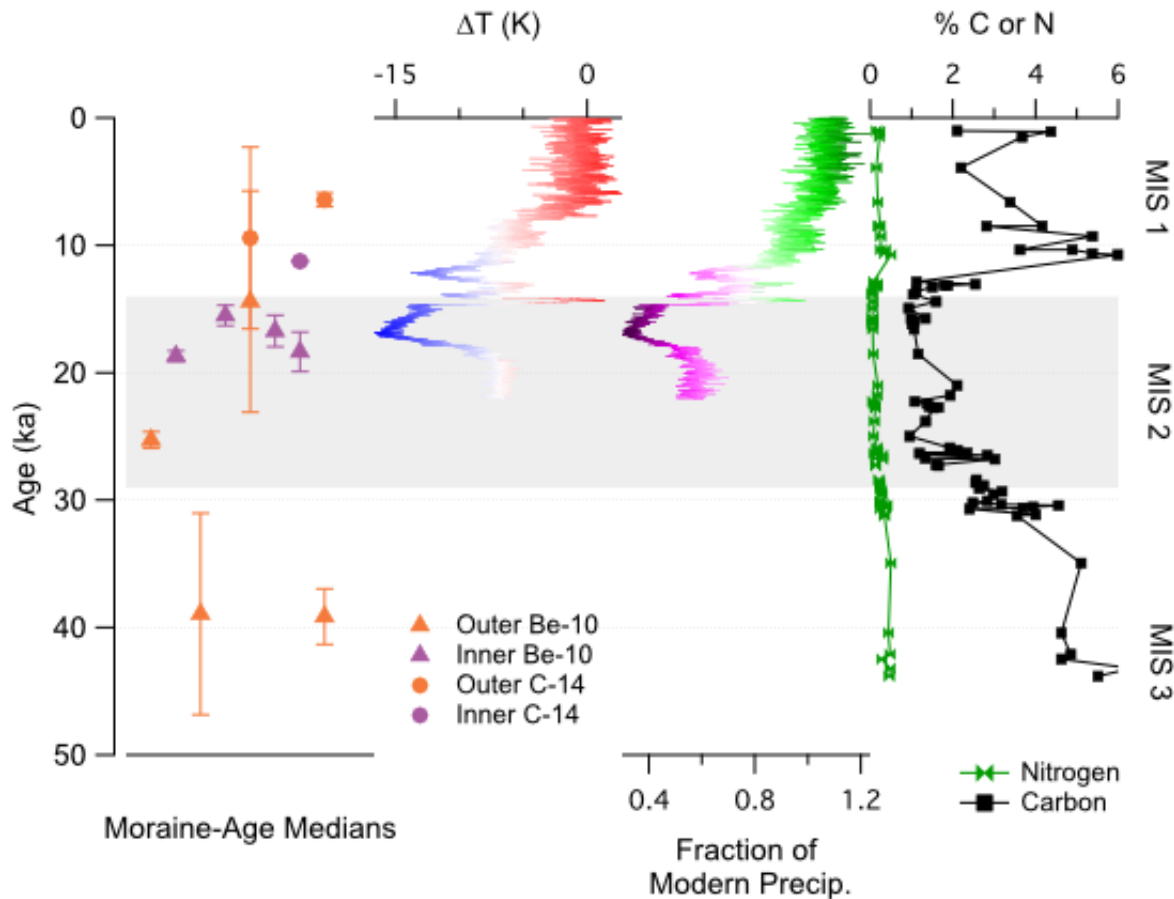 ΔT (K)
% C or N
-15
0
0
2
4
6
0
10
20
30
40
50
Age (ka)
MIS 1
MIS 2
MIS 3
Outer Be-10
Inner Be-10
Outer C-14
Inner C-14
Nitrogen
Carbon
0.4
0.8
1.2
Moraine-Age Medians
Fraction of
Modern Precip.